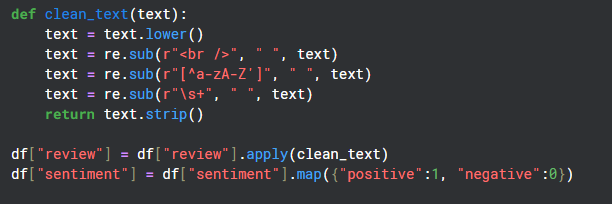 def clean_text(text):
    text = text.lower()
    text = re.sub(r"<br />", " ", text)
    text = re.sub(r"[^a-zA-Z']", " ", text)
    text = re.sub(r"\s+", " ", text)
    return text.strip()

df["review"] = df["review"].apply(clean_text)
df["sentiment"] = df["sentiment"].map({"positive":1, "negative":0})